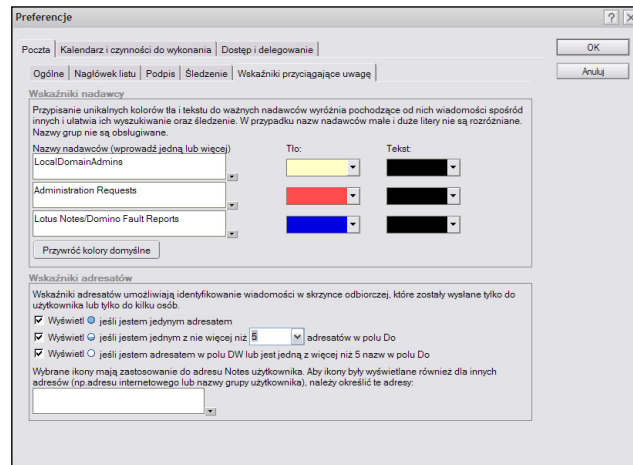 Preferencje
OK
Anuluj
Poczta Kalendarz i czynności do wykonania Dostęp i delegowanie
Ogólne Nagłówek listu Podpis Śledzenie Wskaźniki przyciągające uwagę
Wskaźniki nadawcy
Przypisanie unikalnych kolorów tła i tekstu do ważnych nadawców wyróżnia pochodzące od nich wiadomości spośród
innych i ułatwia ich wyszukiwanie oraz śledzenie. W przypadku nazw nadawców małe i duże litery nie są rozróżniane.
Nazwy grup nie są obsługiwane.
Nazwy nadawców (wprowadź jedną lub więcej) Tło: Tekst:
LocalDomainAdmins
Administration Requests
Lotus Notes/Domino Fault Reports
Przywróć kolory domyślne
Wskaźniki adresatów
Wskaźniki adresatów umożliwiają identyfikowanie wiadomości w skrzynce odbiorczej, które zostały wysłane tylko do
użytkownika lub tylko do kilku osób.
Wyświetl jeśli jestem jedynym adresatem
Wyświetl jeśli jestem jednym z nie więcej niż 5 adresatów w polu Do
Wyświetl jeśli jestem adresatem w polu DW lub jest jedną z więcej niż 5 nazw w polu Do
Wybrane ikony mają zastosowanie do adresu Notes użytkownika. Aby ikony były wyświetlane również dla innych
adresów (np.adresu internetowego lub nazwy grupy użytkownika), należy określić te adresy: